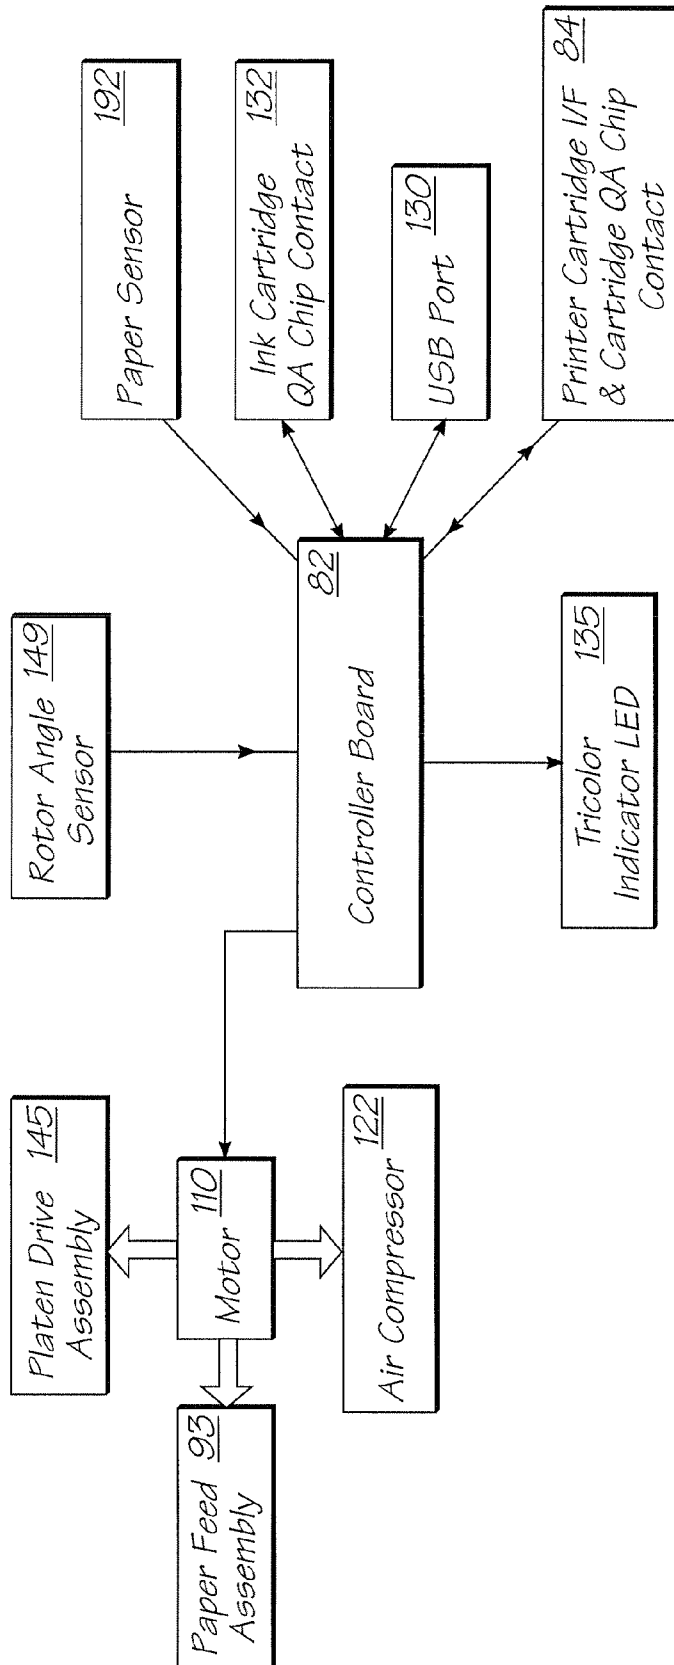 Platen Drive 145
Assembly
Rotor Angle 149
Sensor
Paper Sensor 192
Paper Feed 93
Assembly
Motor 110
Ink Cartridge 132
QA Chip Contact
Controller Board 82
USB Port 130
Air Compressor 122
Tricolor 135
Indicator LED
Printer Cartridge I/F 84
& Cartridge QA Chip
Contact